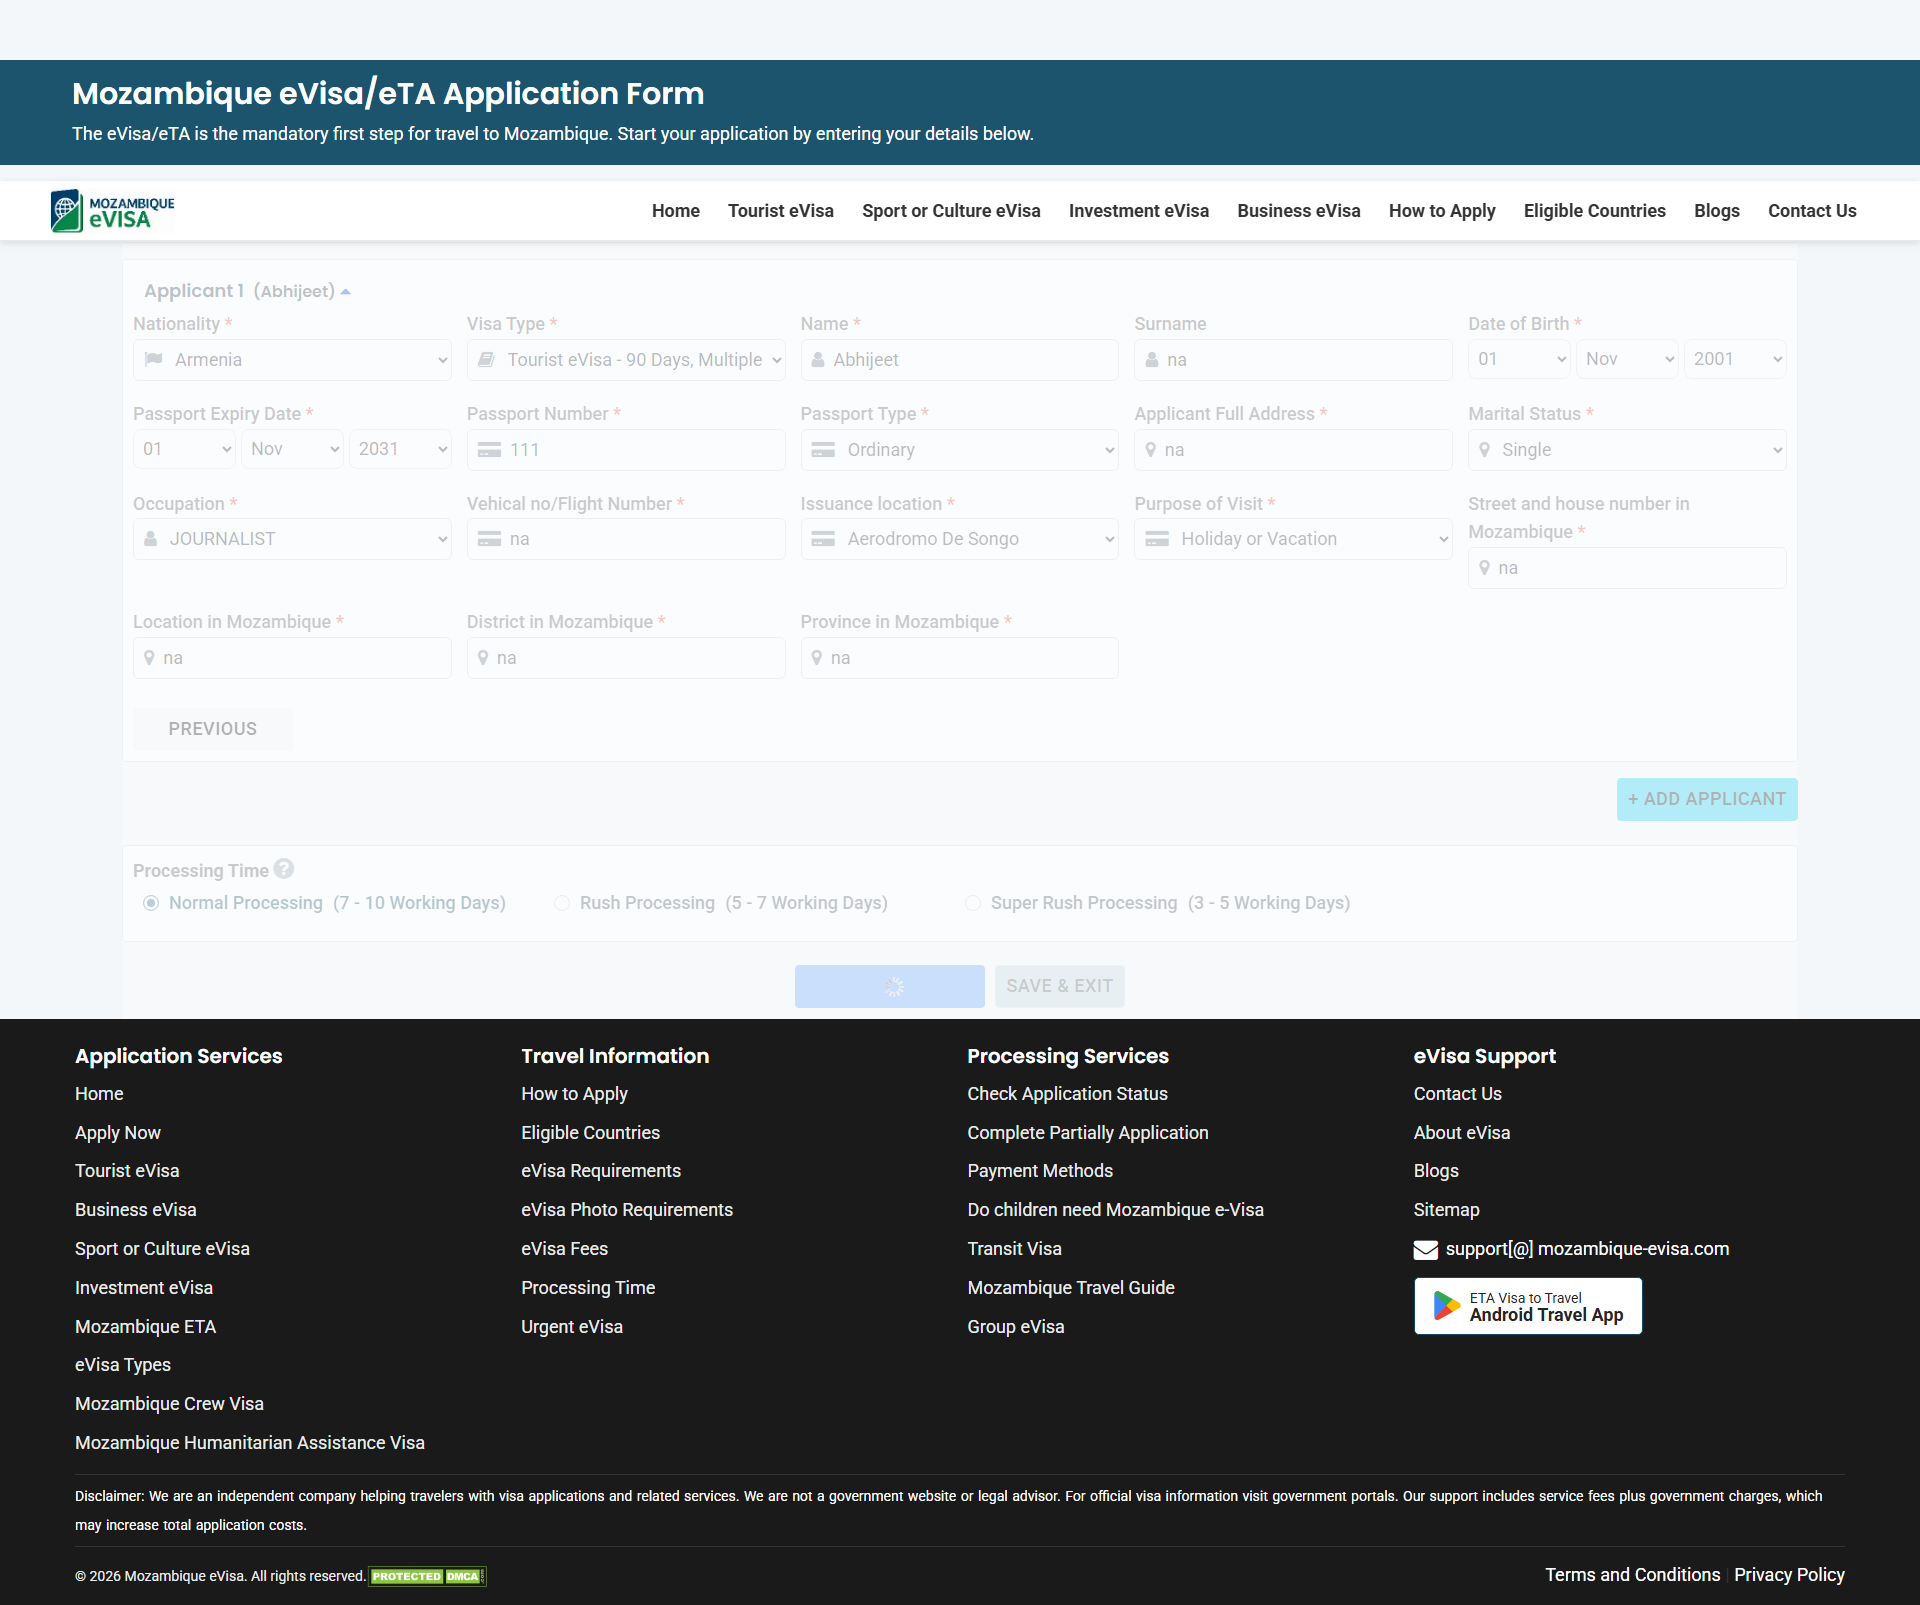 Mozambique eVisa/eTA Application Form
The eVisa/eTA is the mandatory first step for travel to Mozambique. Start your application by entering your details below.
MOZAMBIQUE
eVISA
Home Tourist eVisa Sport or Culture eVisa Investment eVisa Business eVisa How to Apply Eligible Countries Blogs Contact Us
Applicant 1 (Abhijeet)
Nationality * Visa Type * Name * Surname Date of Birth *
Armenia Tourist eVisa - 90 Days, Multiple Abhijeet na 01 Nov 2001
Passport Expiry Date * Passport Number * Passport Type * Applicant Full Address * Marital Status *
01 Nov 2031 111 Ordinary na Single
Occupation * Vehical no/Flight Number * Issuance location * Purpose of Visit * Street and house number in
Mozambique *
JOURNALIST na Aerodromo De Songo Holiday or Vacation
na
Location in Mozambique * District in Mozambique * Province in Mozambique *
na na na
PREVIOUS
+ ADD APPLICANT
Processing Time ?
Normal Processing (7 - 10 Working Days) Rush Processing (5 - 7 Working Days) Super Rush Processing (3 - 5 Working Days)
SAVE & EXIT
Application Services
Home
Apply Now
Tourist eVisa
Business eVisa
Sport or Culture eVisa
Investment eVisa
Mozambique ETA
eVisa Types
Mozambique Crew Visa
Mozambique Humanitarian Assistance Visa
Travel Information
How to Apply
Eligible Countries
eVisa Requirements
eVisa Photo Requirements
eVisa Fees
Processing Time
Urgent eVisa
Processing Services
Check Application Status
Complete Partially Application
Payment Methods
Do children need Mozambique e-Visa
Transit Visa
Mozambique Travel Guide
Group eVisa
eVisa Support
Contact Us
About eVisa
Blogs
Sitemap
support[@] mozambique-evisa.com
ETA Visa to Travel
Android Travel App
Disclaimer: We are an independent company helping travelers with visa applications and related services. We are not a government website or legal advisor. For official visa information visit government portals. Our support includes service fees plus government charges, which
may increase total application costs.
© 2026 Mozambique eVisa. All rights reserved. PROTECTED DMCA
Terms and Conditions | Privacy Policy